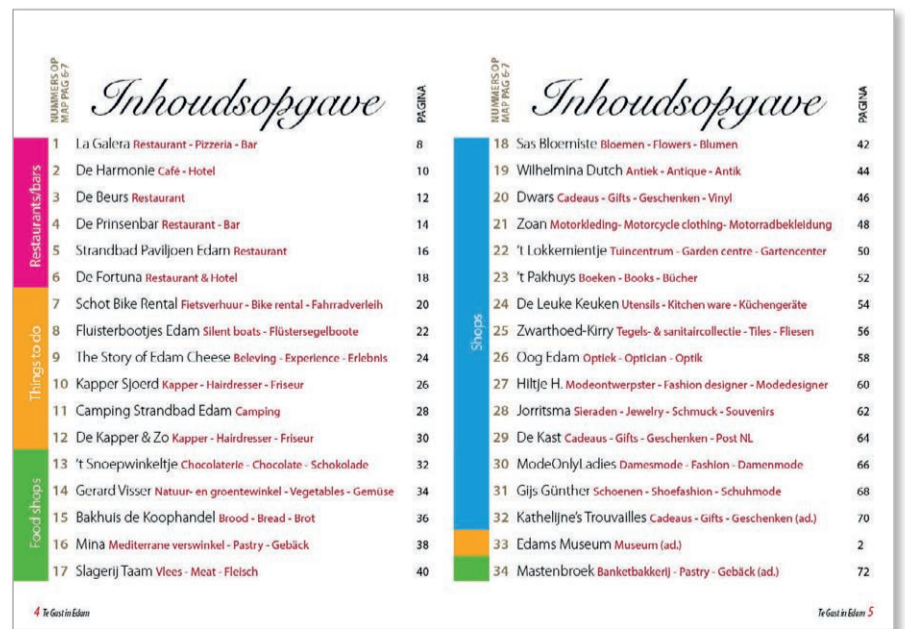 NUMMERS OP
MAP PAG 6-7
Inhoudsopgave
PAGINA
Restaurants/bars
1 La Galera Restaurant - Pizzeria - Bar 8
2 De Harmonie Café - Hotel 10
3 De Beurs Restaurant 12
4 De Prinsenbar Restaurant - Bar 14
5 Strandbad Paviljoen Edam Restaurant 16
6 De Fortuna Restaurant & Hotel 18
Things to do
7 Schot Bike Rental Fietsverhuur - Bike rental - Fahrradverleih 20
8 Fluisterbootjes Edam Silent boats - Flüstersegelboote 22
9 The Story of Edam Cheese Beleving - Experience - Erlebnis 24
10 Kapper Sjoerd Kapper - Hairdresser - Friseur 26
11 Camping Strandbad Edam Camping 28
12 De Kapper & Zo Kapper - Hairdresser - Friseur 30
Food shops
13 't Snoepwinkeltje Chocolaterie - Chocolate - Schokolade 32
14 Gerard Visser Natuur- en groentewinkel - Vegetables - Gemüse 34
15 Bakhuis de Koophandel Brood - Bread - Brot 36
16 Mina Mediterrane verswinkel - Pastry - Gebäck 38
17 Slagerij Taam Vlees - Meat - Fleisch 40
4 Te Gast in Edam
NUMMERS OP
MAP PAG 6-7
Inhoudsopgave
PAGINA
Shops
18 Sas Bloemiste Bloemen - Flowers - Blumen 42
19 Wilhelmina Dutch Antiek - Antique - Antik 44
20 Dwars Cadeaus - Gifts - Geschenken - Vinyl 46
21 Zoan Motorkleding- Motorcycle clothing- Motorradbekleidung 48
22 't Lokkemientje Tuincentrum - Garden centre - Gartencenter 50
23 't Pakhuys Boeken - Books - Bücher 52
24 De Leuke Keuken Utensils - Kitchen ware - Küchengeräte 54
25 Zwarthoed-Kirry Tegels- & sanitaircollectie - Tiles - Fliesen 56
26 Oog Edam Optiek - Optician - Optik 58
27 Hiltje H. Modeontwerpster - Fashion designer - Modedesigner 60
28 Jorritsma Sieraden - Jewelry - Schmuck - Souvenirs 62
29 De Kast Cadeaus - Gifts - Geschenken - Post NL 64
30 ModeOnlyLadies Damesmode - Fashion - Damenmode 66
31 Gijs Günther Schoenen - Shoefashion - Schuhmode 68
32 Kathelijne's Trouvailles Cadeaus - Gifts - Geschenken (ad.) 70
33 Edams Museum Museum (ad.) 2
34 Mastenbroek Banketbakkerij - Pastry - Gebäck (ad.) 72
Te Gast in Edam 5